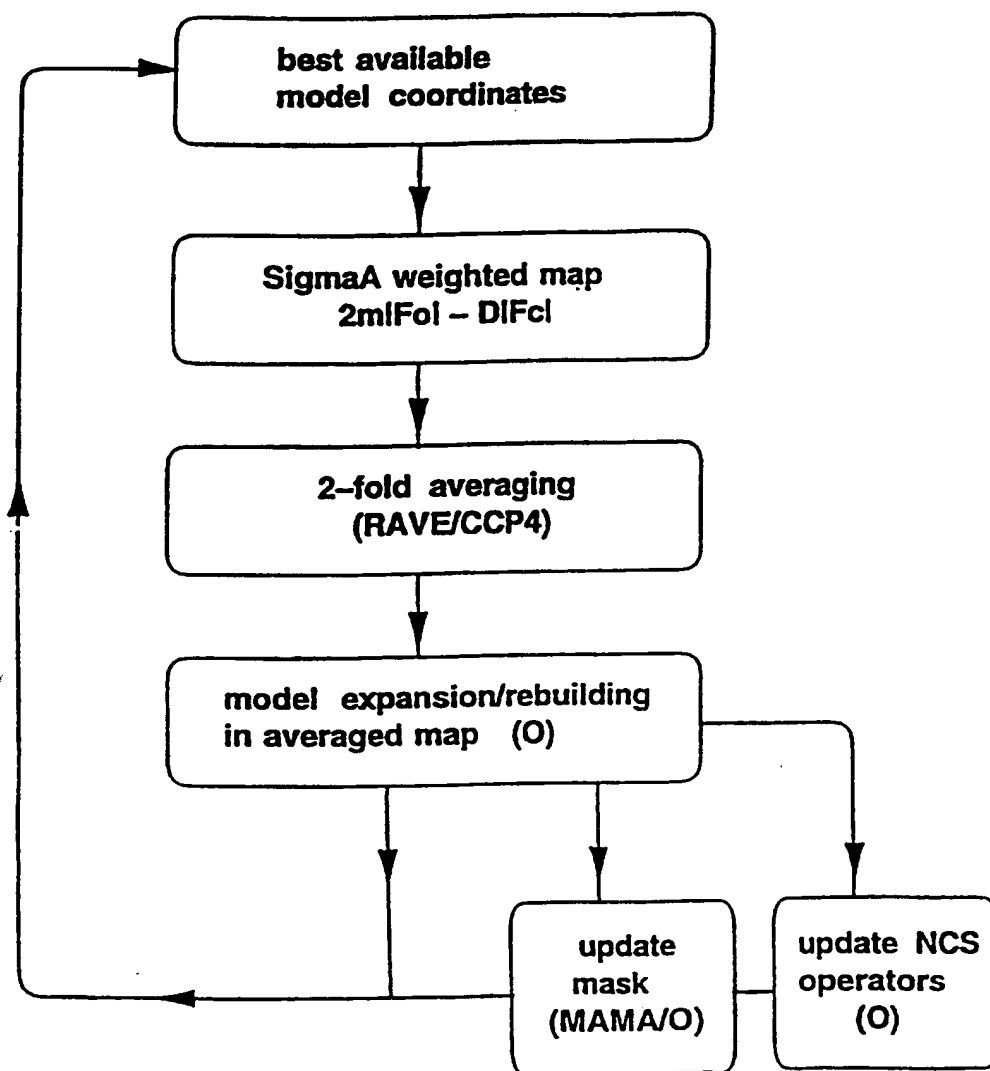 best available
model coordinates
SigmaA weighted map
2m|Fo| – D|Fc|
2–fold averaging
(RAVE/CCP4)
model expansion/rebuilding
in averaged map (O)
update
mask
(MAMA/O)
update NCS
operators
(O)